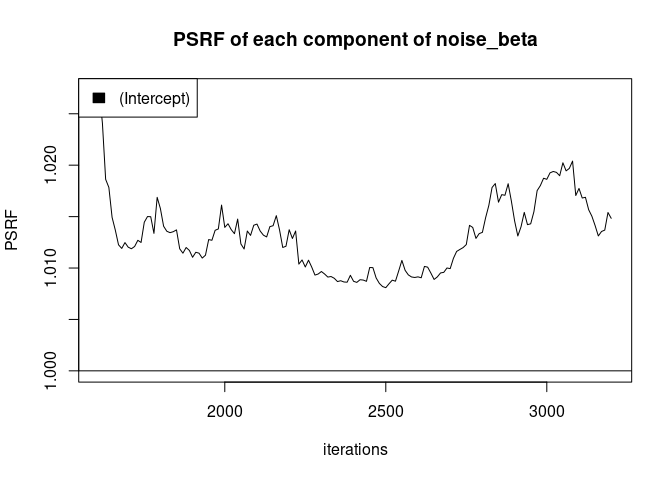 PSRF of each component of noise_beta
(Intercept)
PSRF
1.020
1.010
1.000
2000 2500 3000
iterations